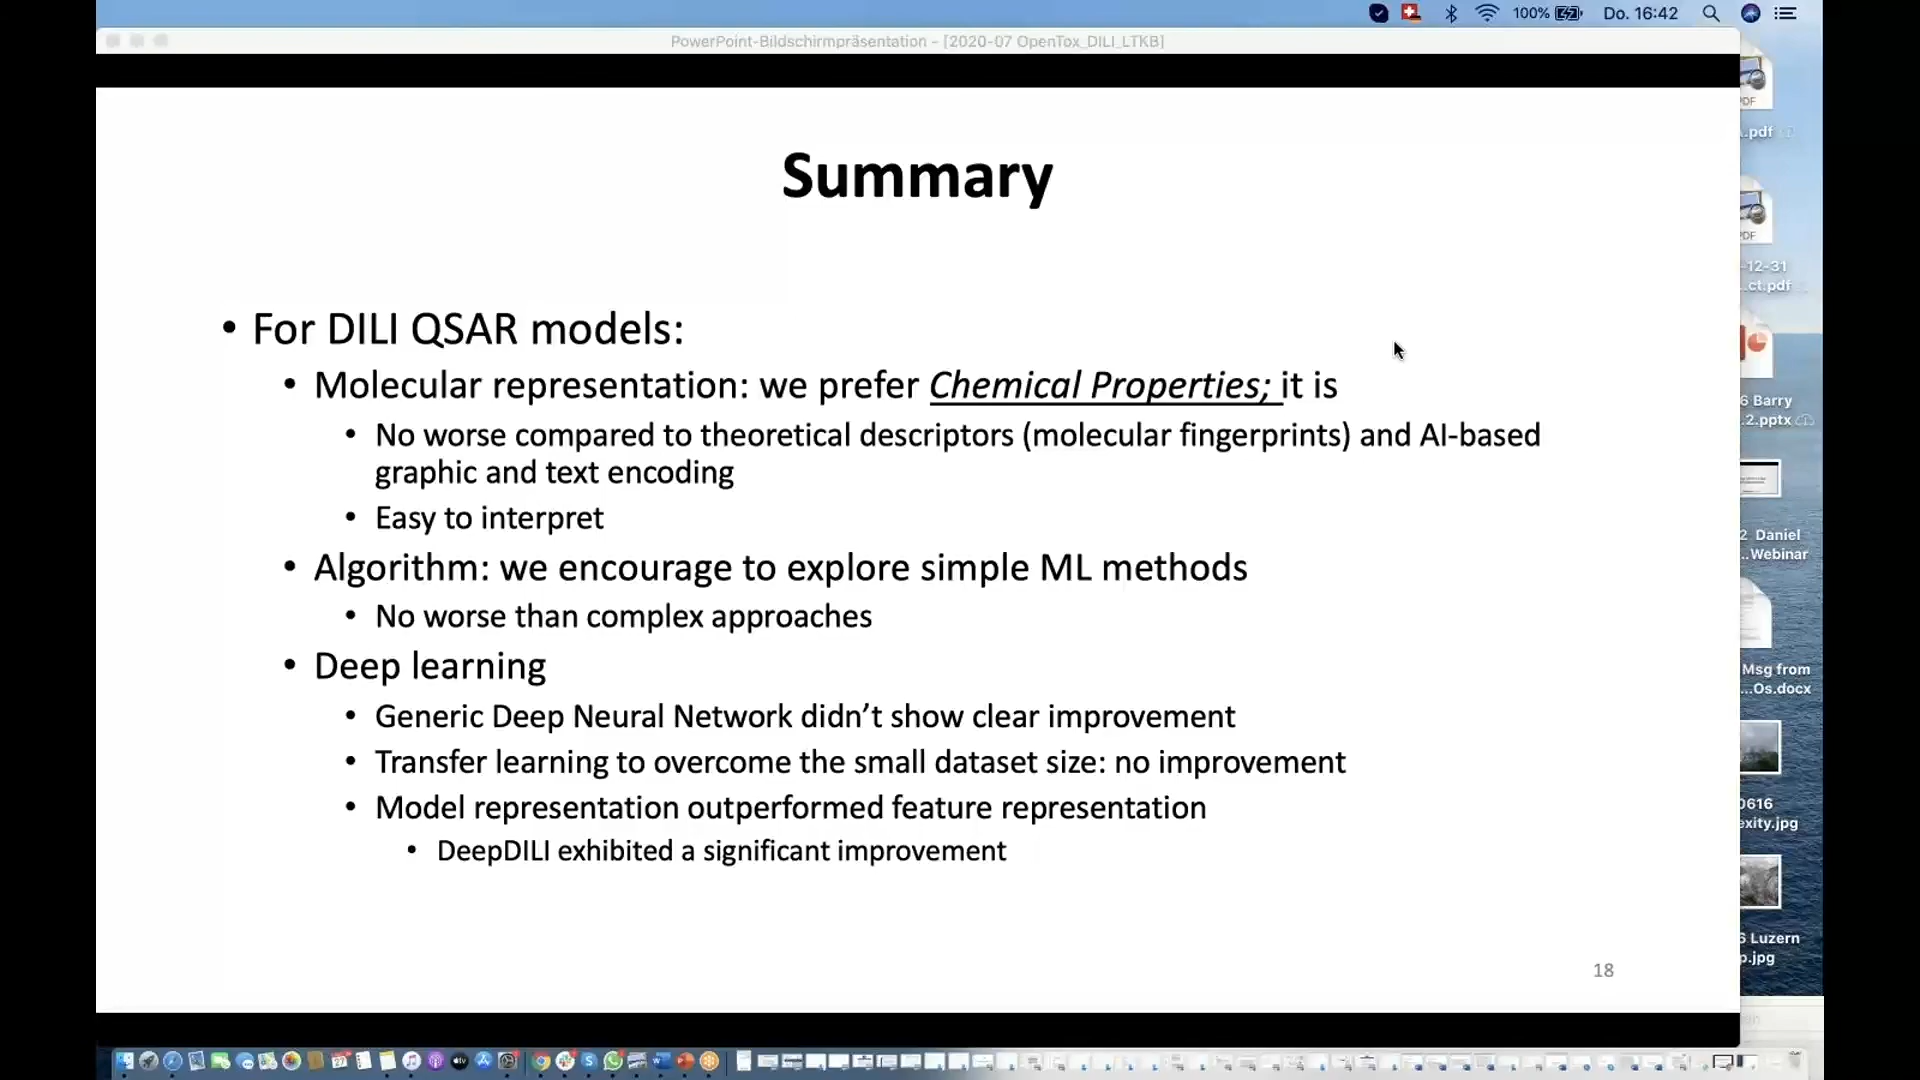 100% Do. 16:42
PowerPoint-Bildschirmpräsentation – [2020-07 OpenTox_DILI_LTKB]
Summary
• For DILI QSAR models:
• Molecular representation: we prefer Chemical Properties; it is
• No worse compared to theoretical descriptors (molecular fingerprints) and AI-based
graphic and text encoding
• Easy to interpret
• Algorithm: we encourage to explore simple ML methods
• No worse than complex approaches
• Deep learning
• Generic Deep Neural Network didn’t show clear improvement
• Transfer learning to overcome the small dataset size: no improvement
• Model representation outperformed feature representation
• DeepDILI exhibited a significant improvement
18
PDF
.pdf
PDF
-12-31
...ct.pdf
6 Barry
.2.pptx
2 Daniel
...Webinar
Msg from
...Os.docx
0616
exity.jpg
6 Luzern
p.jpg